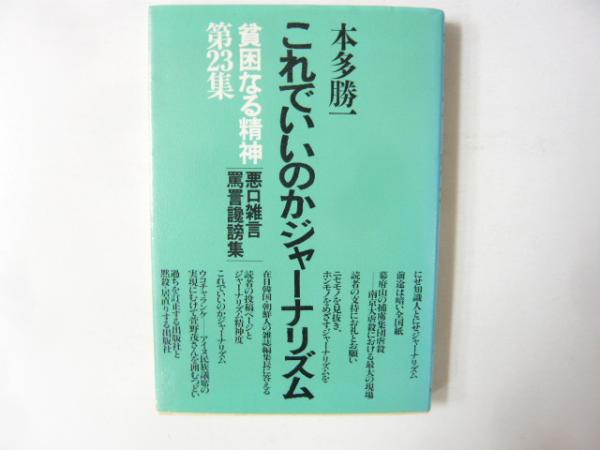 本多勝一
これでいいのかジャーナリズム
貧困なる精神
第23集
悪口雑言
罵詈讒謗集
にせ知識人とにせジャーナリズム
前途は暗い全国紙
幕府山の捕虜集団虐殺
――南京大虐殺における最大の現場
読者の支持にお礼とお願い
ニセモノを見抜き、
ホンモノをめざすジャーナリズムを
在日韓国・朝鮮人の雑誌編集長に答える
読者の投稿ページと
ジャーナリズム精神度
これでいいのかジャーナリズム
ウコチャランケ――アイヌ民族議席の
実現にむけて萱野茂さんを囲むつどい
過ちを訂正する出版社と
黙殺・居直りする出版社